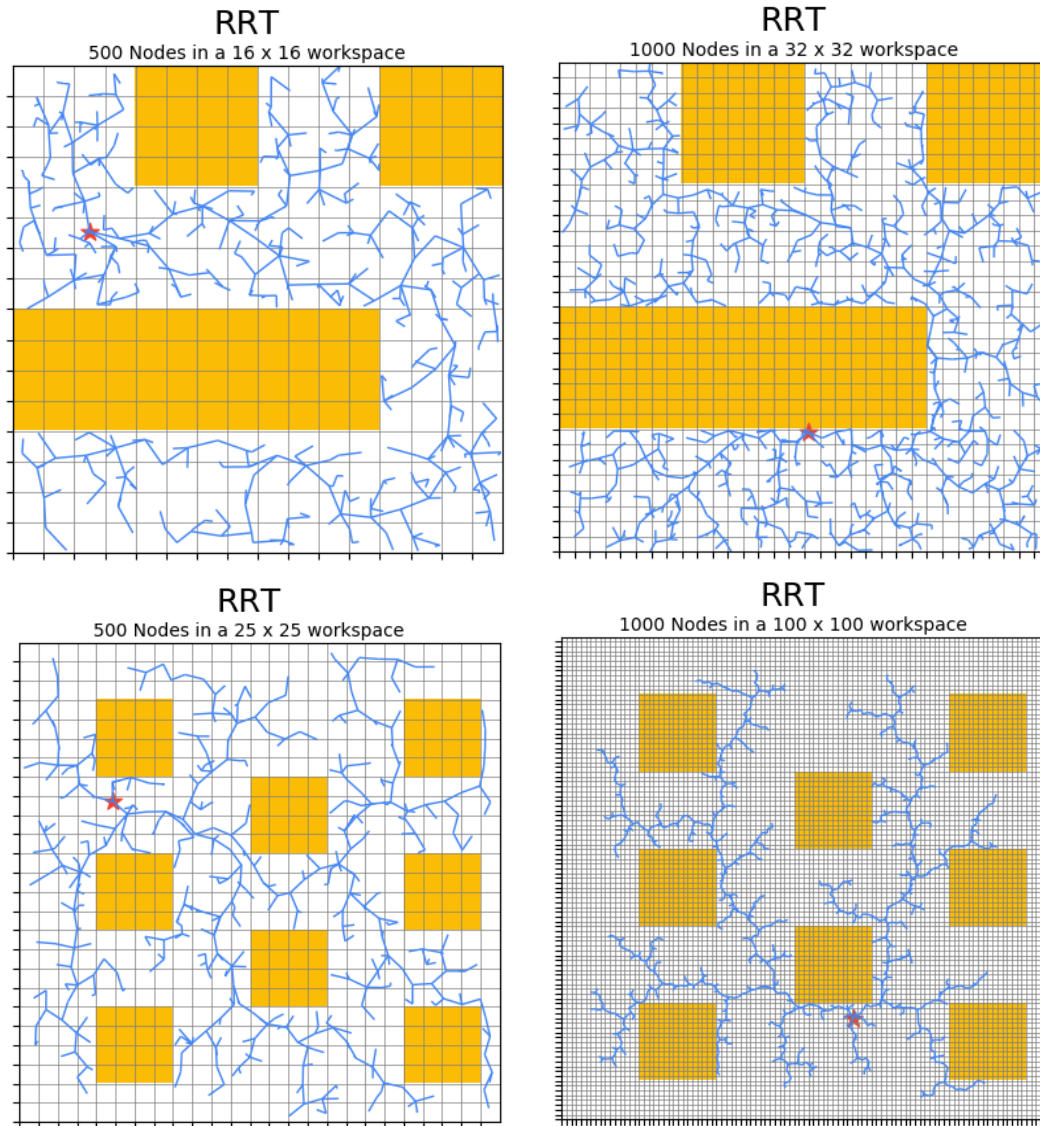 RRT
500 Nodes in a 16 x 16 workspace
RRT
1000 Nodes in a 32 x 32 workspace
RRT
500 Nodes in a 25 x 25 workspace
RRT
1000 Nodes in a 100 x 100 workspace